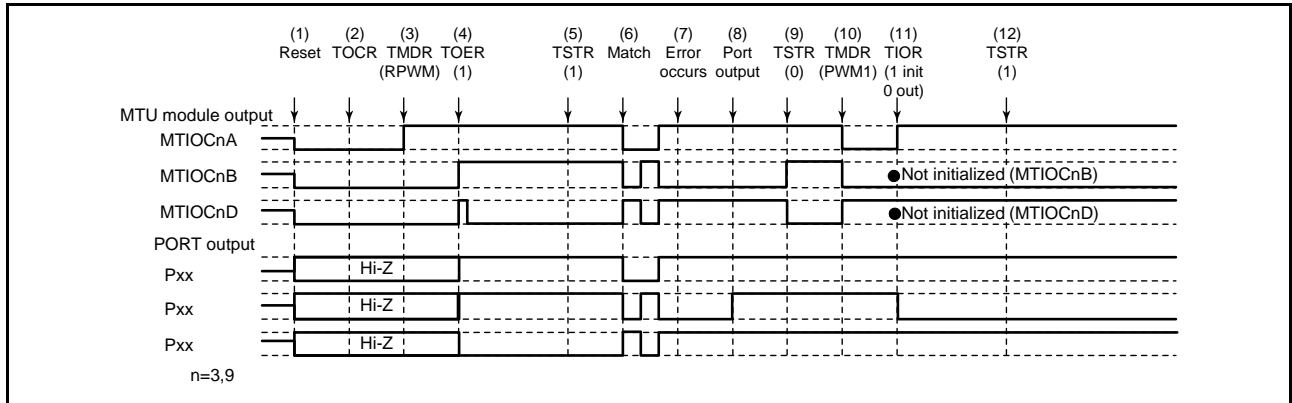 (1) (2) (3) (4) (5) (6) (7) (8) (9) (10) (11) (12)
Reset TOCR TMDR TOER TSTR Match Error Port TSTR TMDR TIOR TSTR
(RPWM) (1) (1) occurs output (0) (PWM1) (1 init (1)
0 out)
MTU module output
MTIOCnA
MTIOCnB ●Not initialized (MTIOCnB)
MTIOCnD ●Not initialized (MTIOCnD)
PORT output
Pxx Hi-Z
Pxx Hi-Z
Pxx Hi-Z
n=3,9